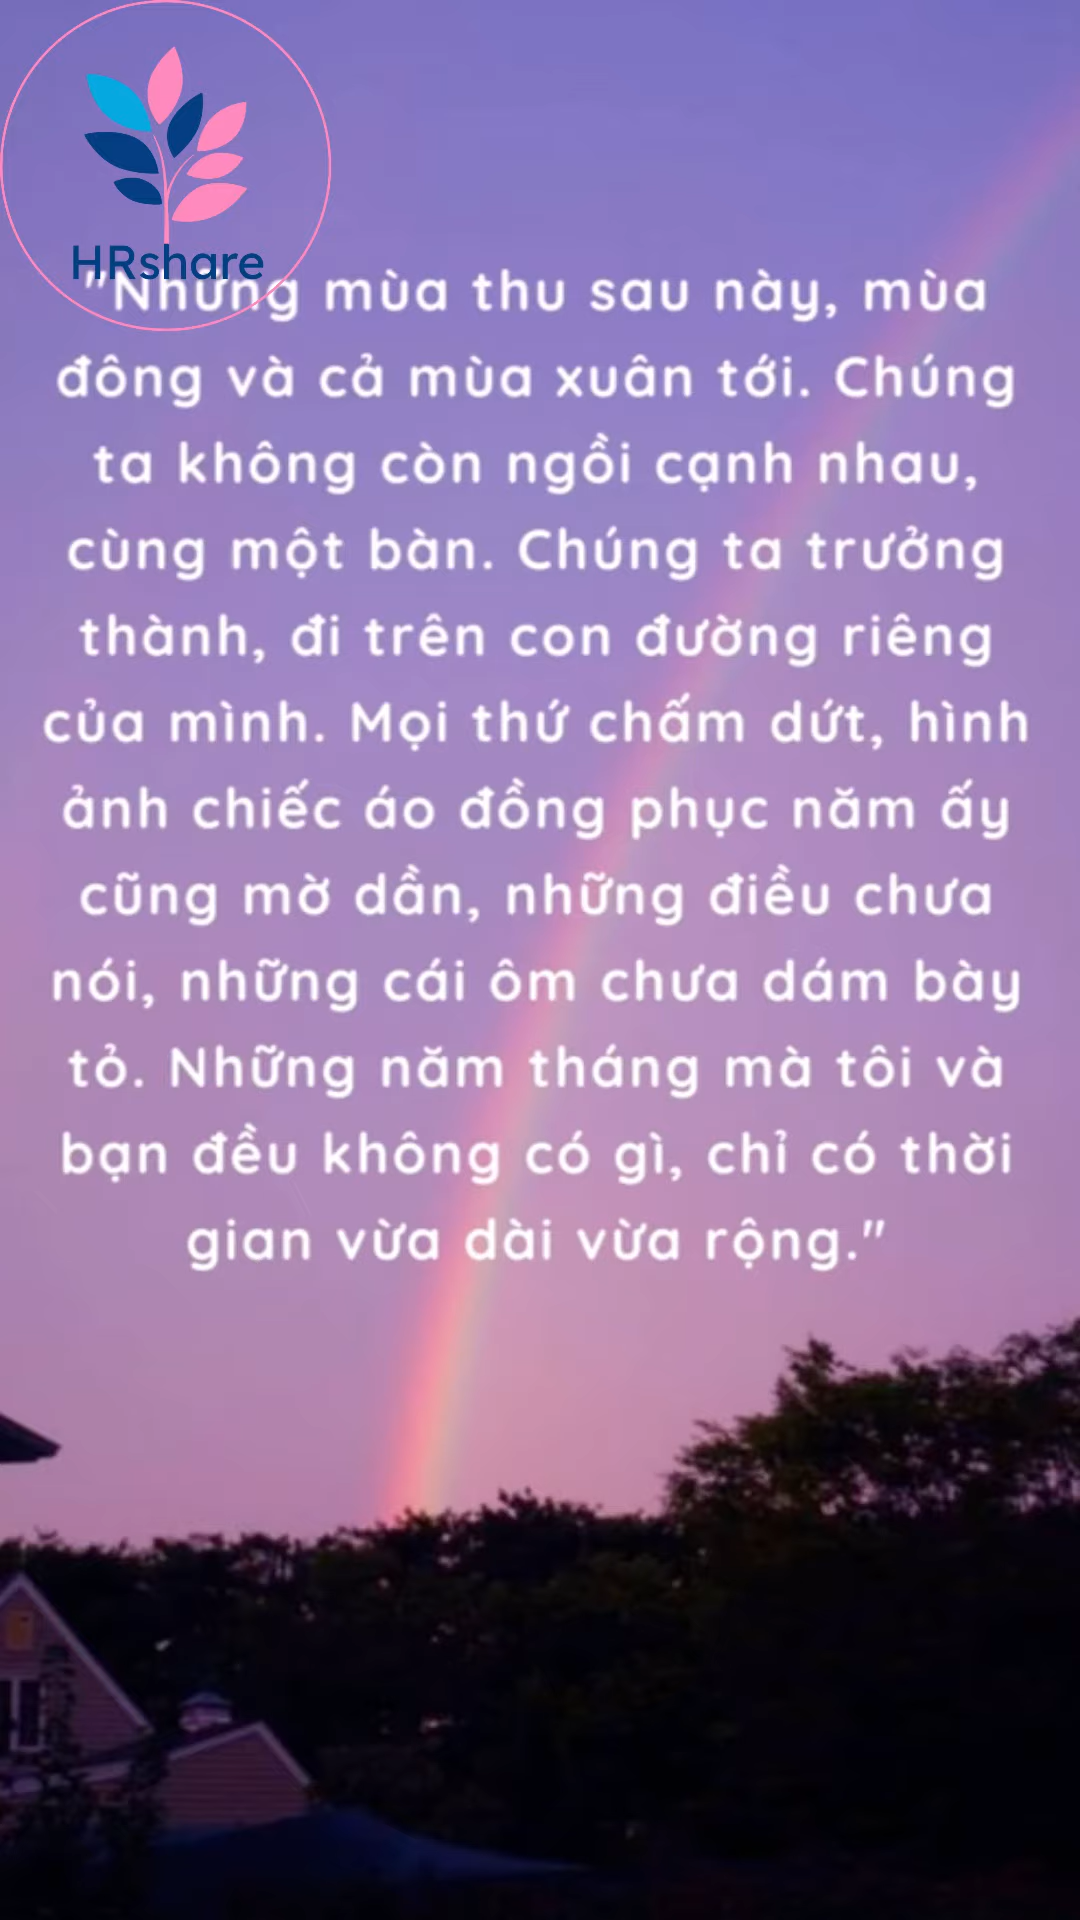 HRshare
"Những mùa thu sau này, mùa
đông và cả mùa xuân tới. Chúng
ta không còn ngồi cạnh nhau,
cùng một bàn. Chúng ta trưởng
thành, đi trên con đường riêng
của mình. Mọi thứ chấm dứt, hình
ảnh chiếc áo đồng phục năm ấy
cũng mờ dần, những điều chưa
nói, những cái ôm chưa dám bày
tỏ. Những năm tháng mà tôi và
bạn đều không có gì, chỉ có thời
gian vừa dài vừa rộng."